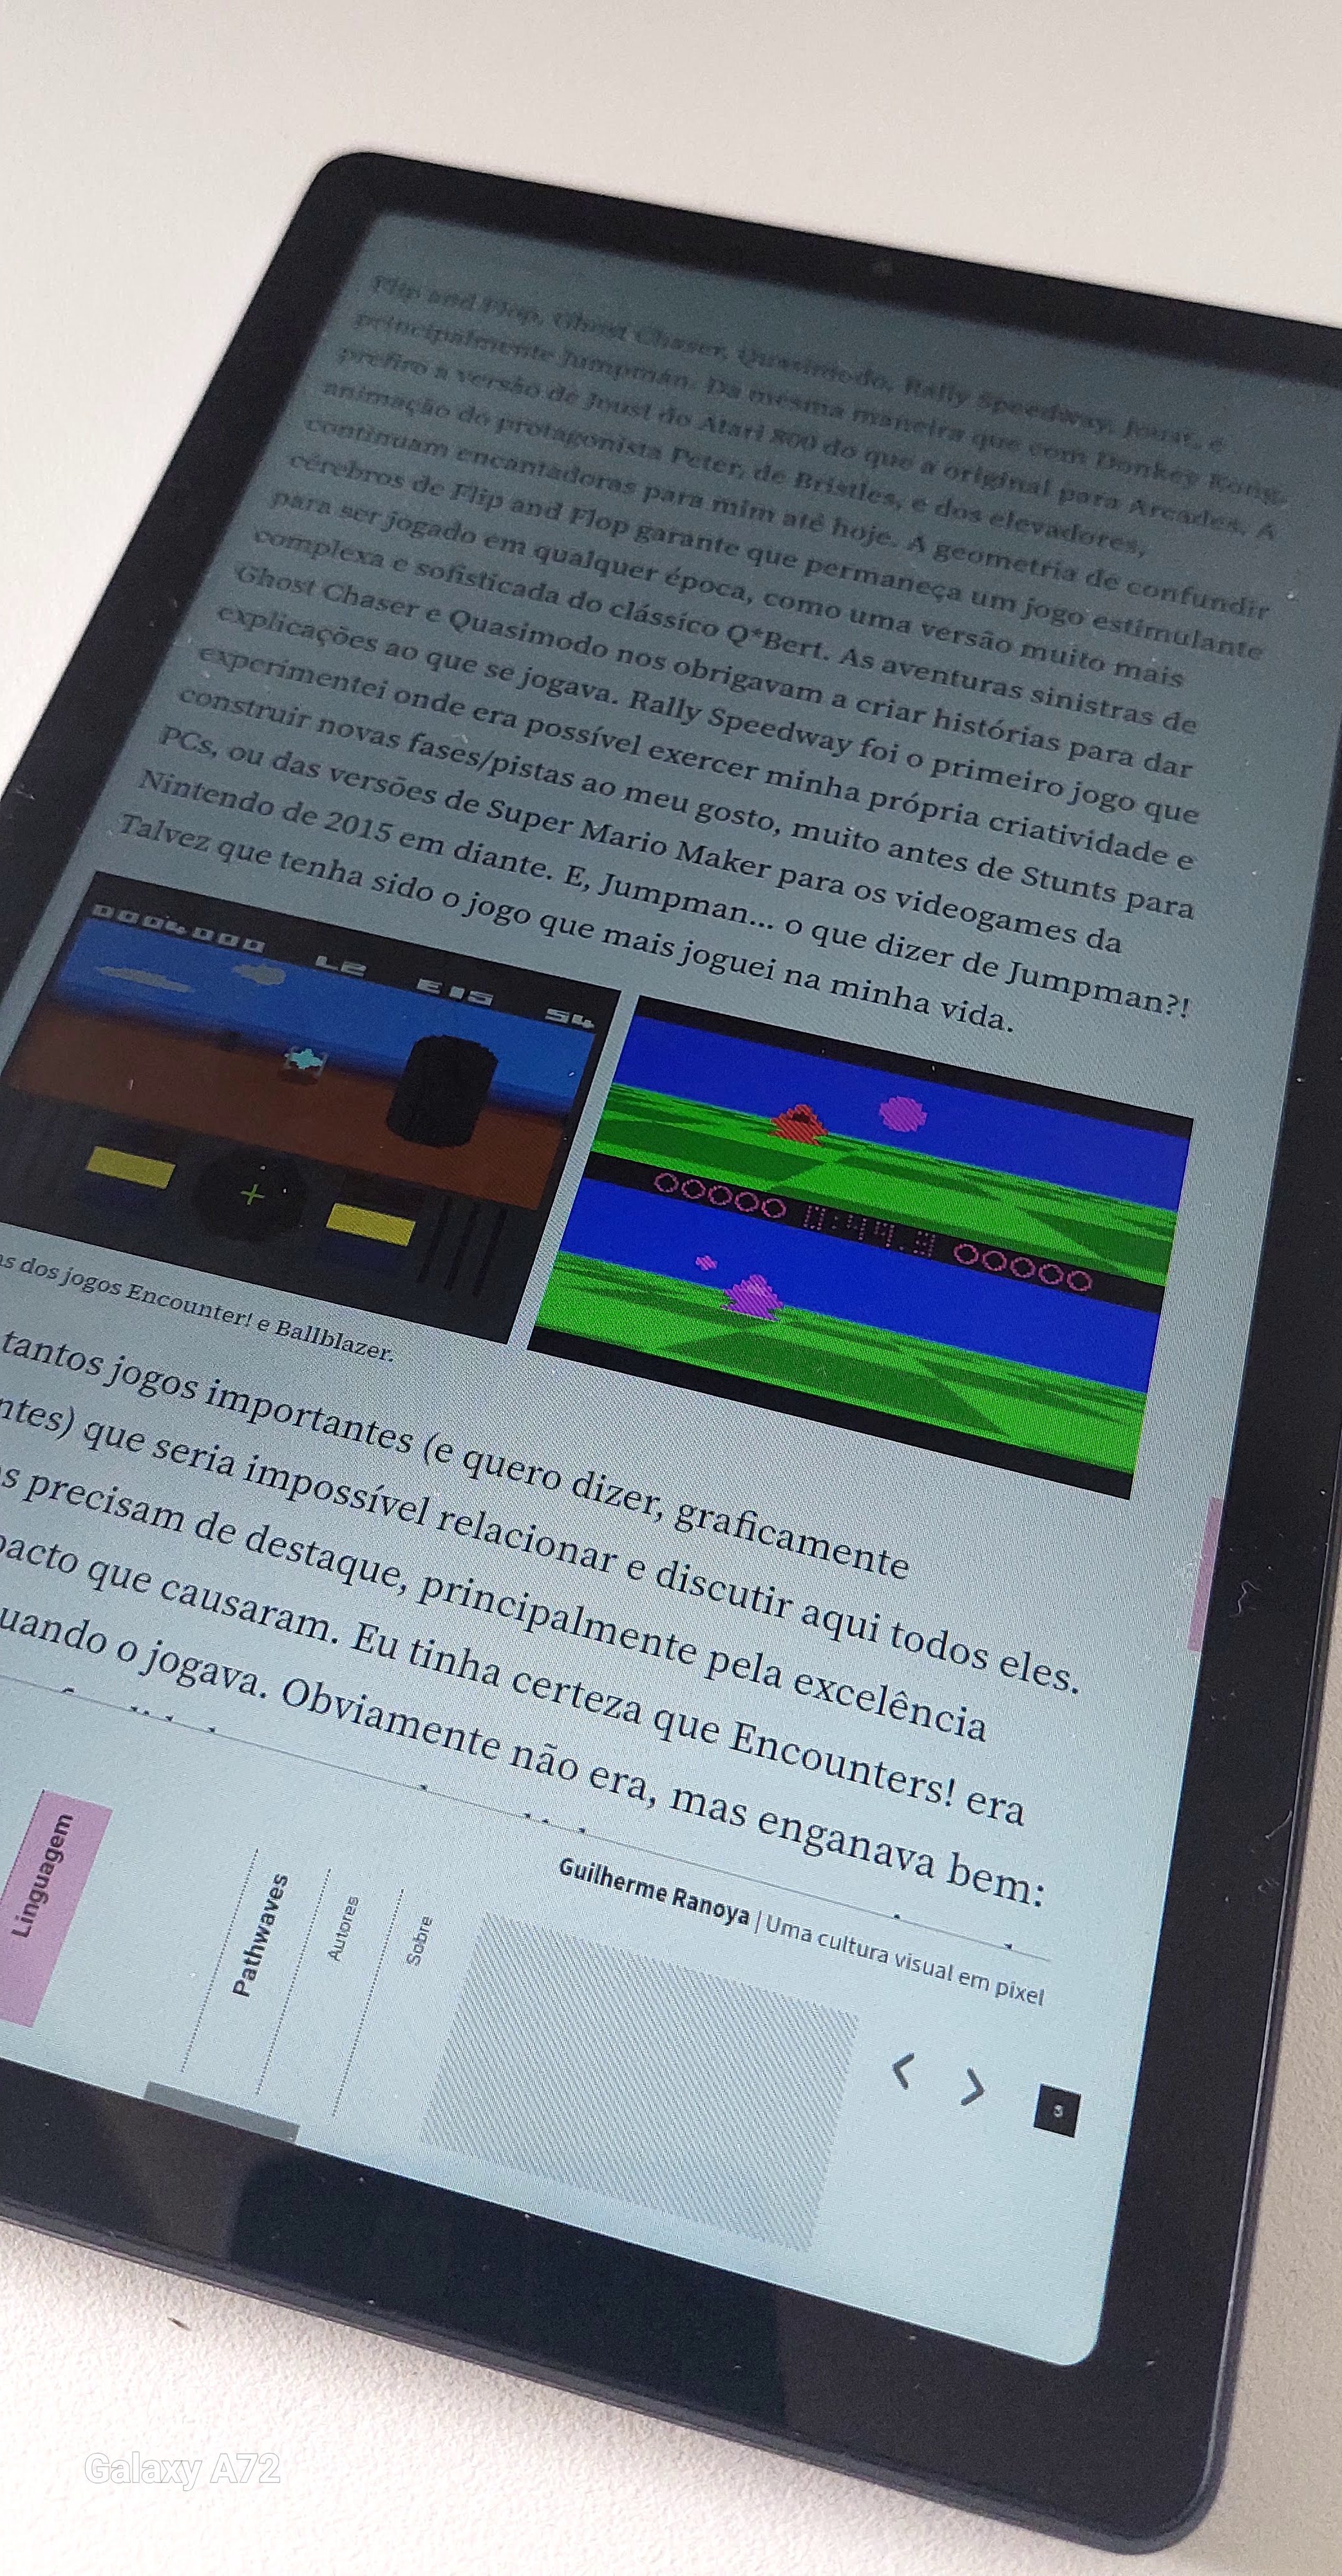 Flip and Flop, Ghost Chaser, Quasimodo, Rally Speedway, Joust, e
principalmente Jumpman. Da mesma maneira que com Donkey Kong,
prefiro a versão de Joust do Atari 800 do que a original para Arcades. A
animação do protagonista Peter, de Bristles, e dos elevadores,
continuam encantadoras para mim até hoje. A geometria de confundir
cérebros de Flip and Flop garante que permaneça um jogo estimulante
para ser jogado em qualquer época, como uma versão muito mais
complexa e sofisticada do clássico Q*Bert. As aventuras sinistras de
Ghost Chaser e Quasimodo nos obrigavam a criar histórias para dar
explicações ao que se jogava. Rally Speedway foi o primeiro jogo que
experimentei onde era possível exercer minha própria criatividade e
construir novas fases/pistas ao meu gosto, muito antes de Stunts para
PCs, ou das versões de Super Mario Maker para os videogames da
Nintendo de 2015 em diante. E, Jumpman... o que dizer de Jumpman?!
Talvez que tenha sido o jogo que mais joguei na minha vida.
0004000 L2 E15 54
00000 0:49.8 00000
as dos jogos Encounter! e Ballblazer.
tantos jogos importantes (e quero dizer, graficamente
ntes) que seria impossível relacionar e discutir aqui todos eles.
s precisam de destaque, principalmente pela excelência
pacto que causaram. Eu tinha certeza que Encounters! era
uando o jogava. Obviamente não era, mas enganava bem:
Guilherme Ranoya | Uma cultura visual em pixel
Linguagem
Pathwaves
Autores
Sobre
Galaxy A72